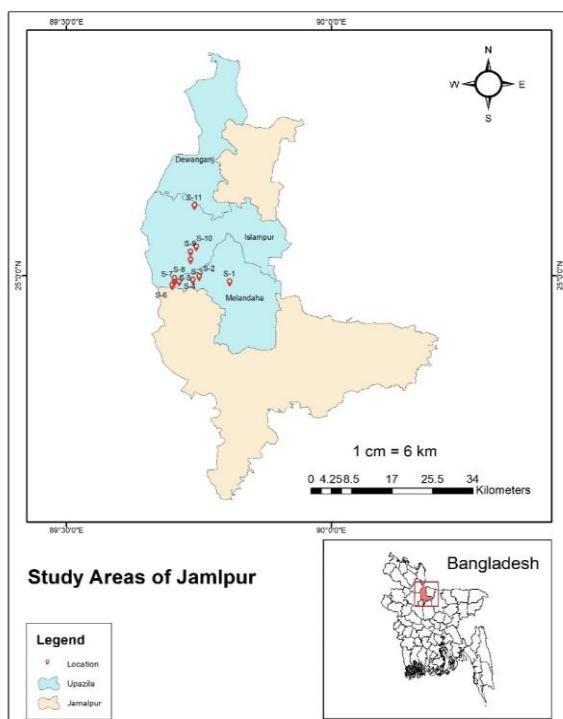 89°30'0"E 90°0'0"E
N
W E
S
Dewanganj
S-11
S-10
S-9
Islampur
S-8 S-3 S-2
S-7 S-5 S-1
S-4
S-6
Melandaha
25°0'0"N 25°0'0"N
1 cm = 6 km
0 4.25 8.5 17 25.5 34
Kilometers
89°30'0"E 90°0'0"E
Study Areas of Jamlpur
Bangladesh
Legend
Location
Upazila
Jamalpur